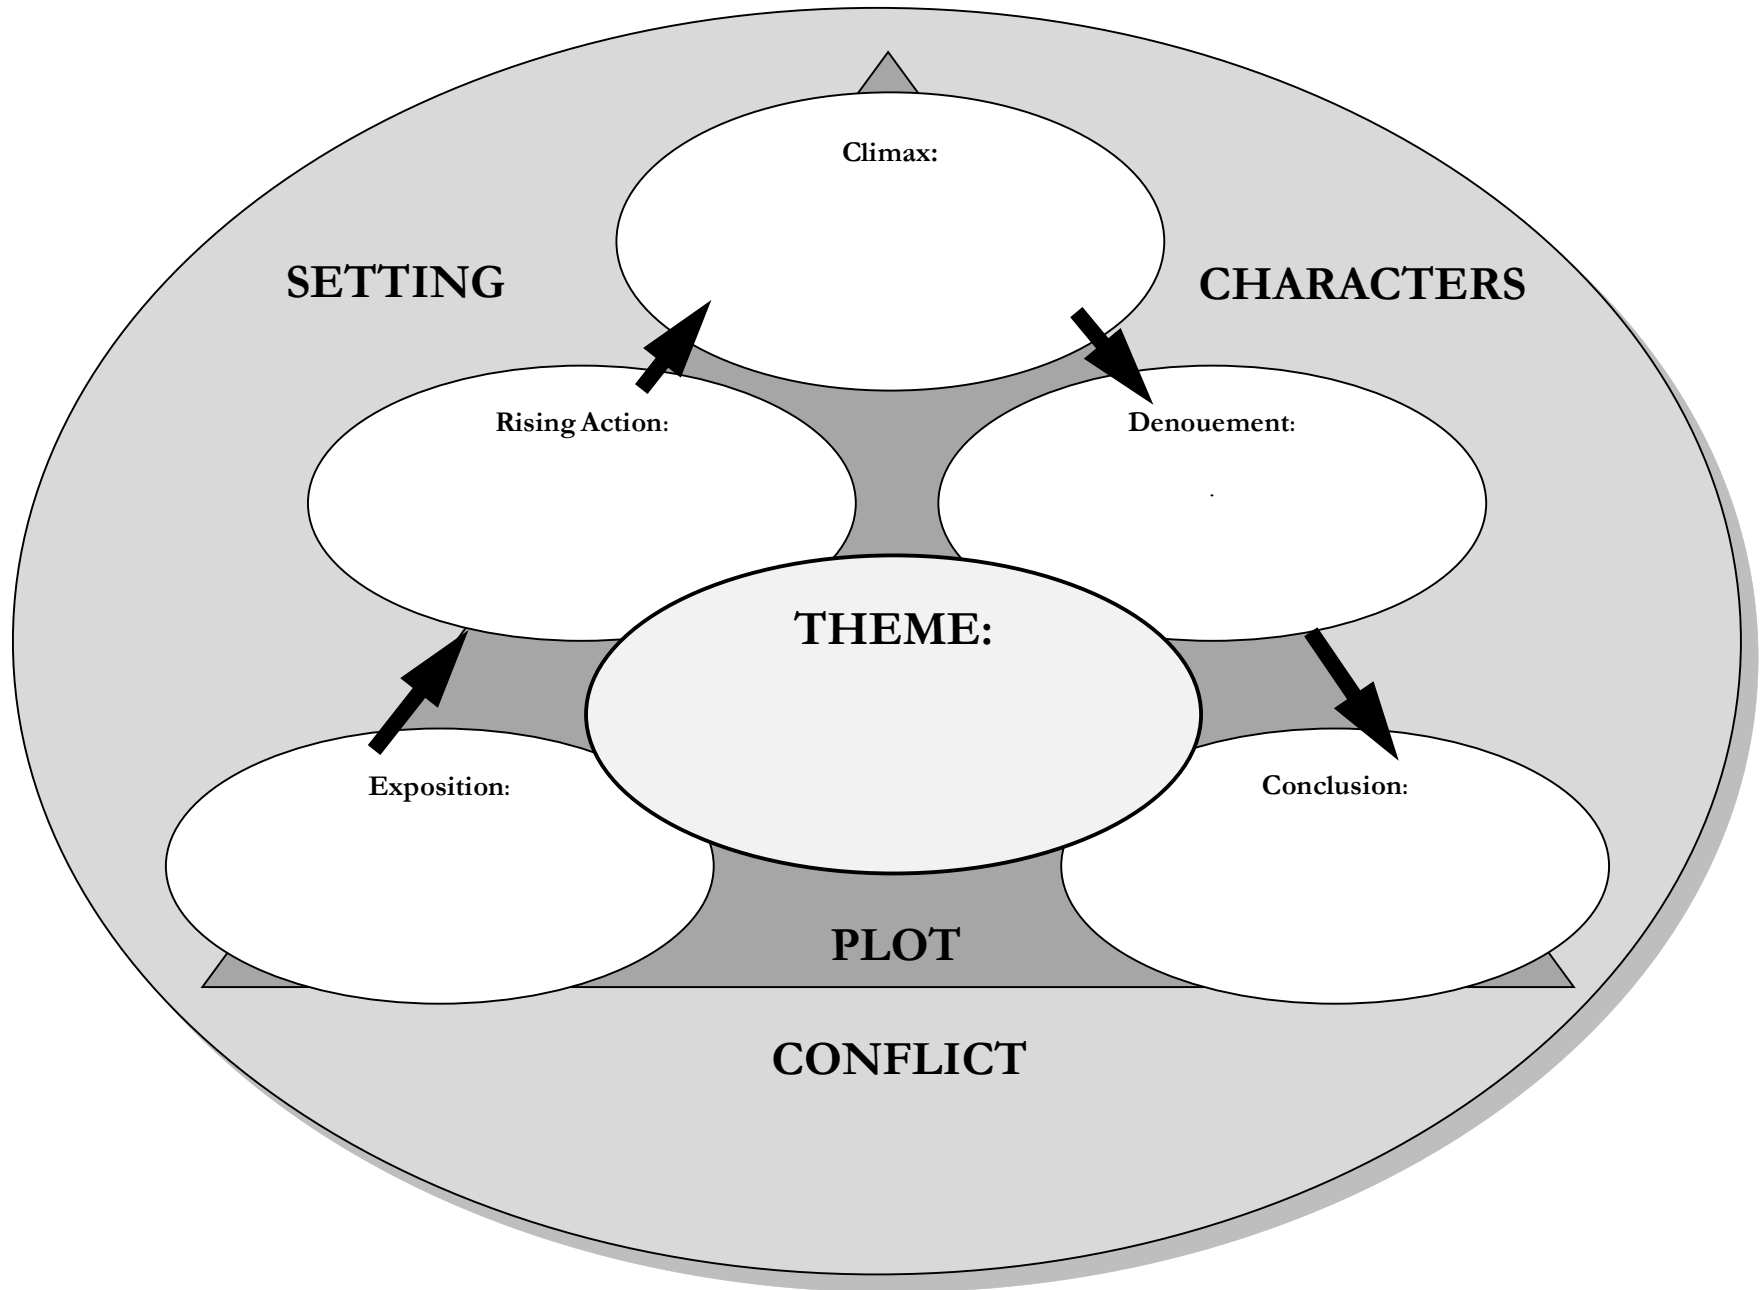 Climax:
SETTING
CHARACTERS
Rising Action:
Denouement:
.
THEME:
Exposition:
Conclusion:
PLOT
CONFLICT